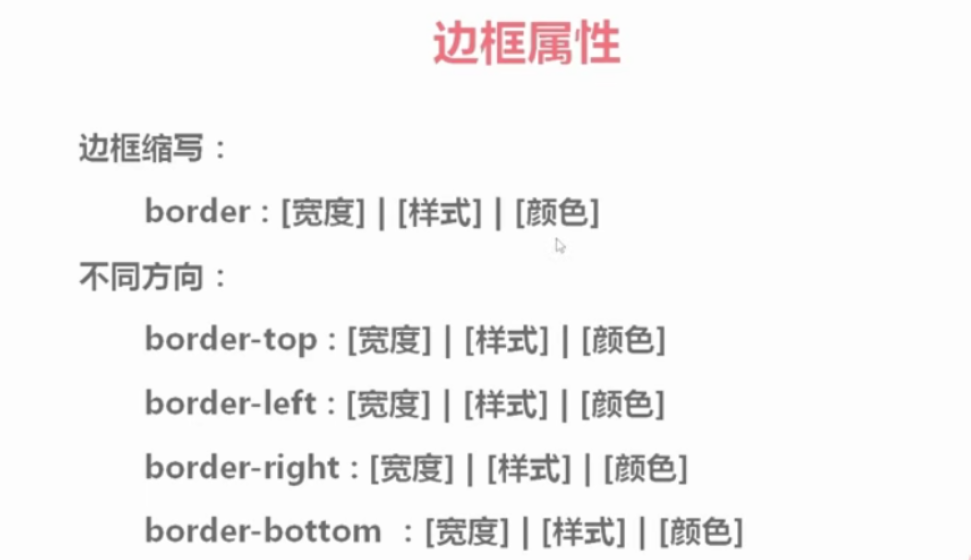 边框属性
边框缩写：
border : [宽度] | [样式] | [颜色]
不同方向：
border-top : [宽度] | [样式] | [颜色]
border-left : [宽度] | [样式] | [颜色]
border-right : [宽度] | [样式] | [颜色]
border-bottom ：[宽度] | [样式] | [颜色]